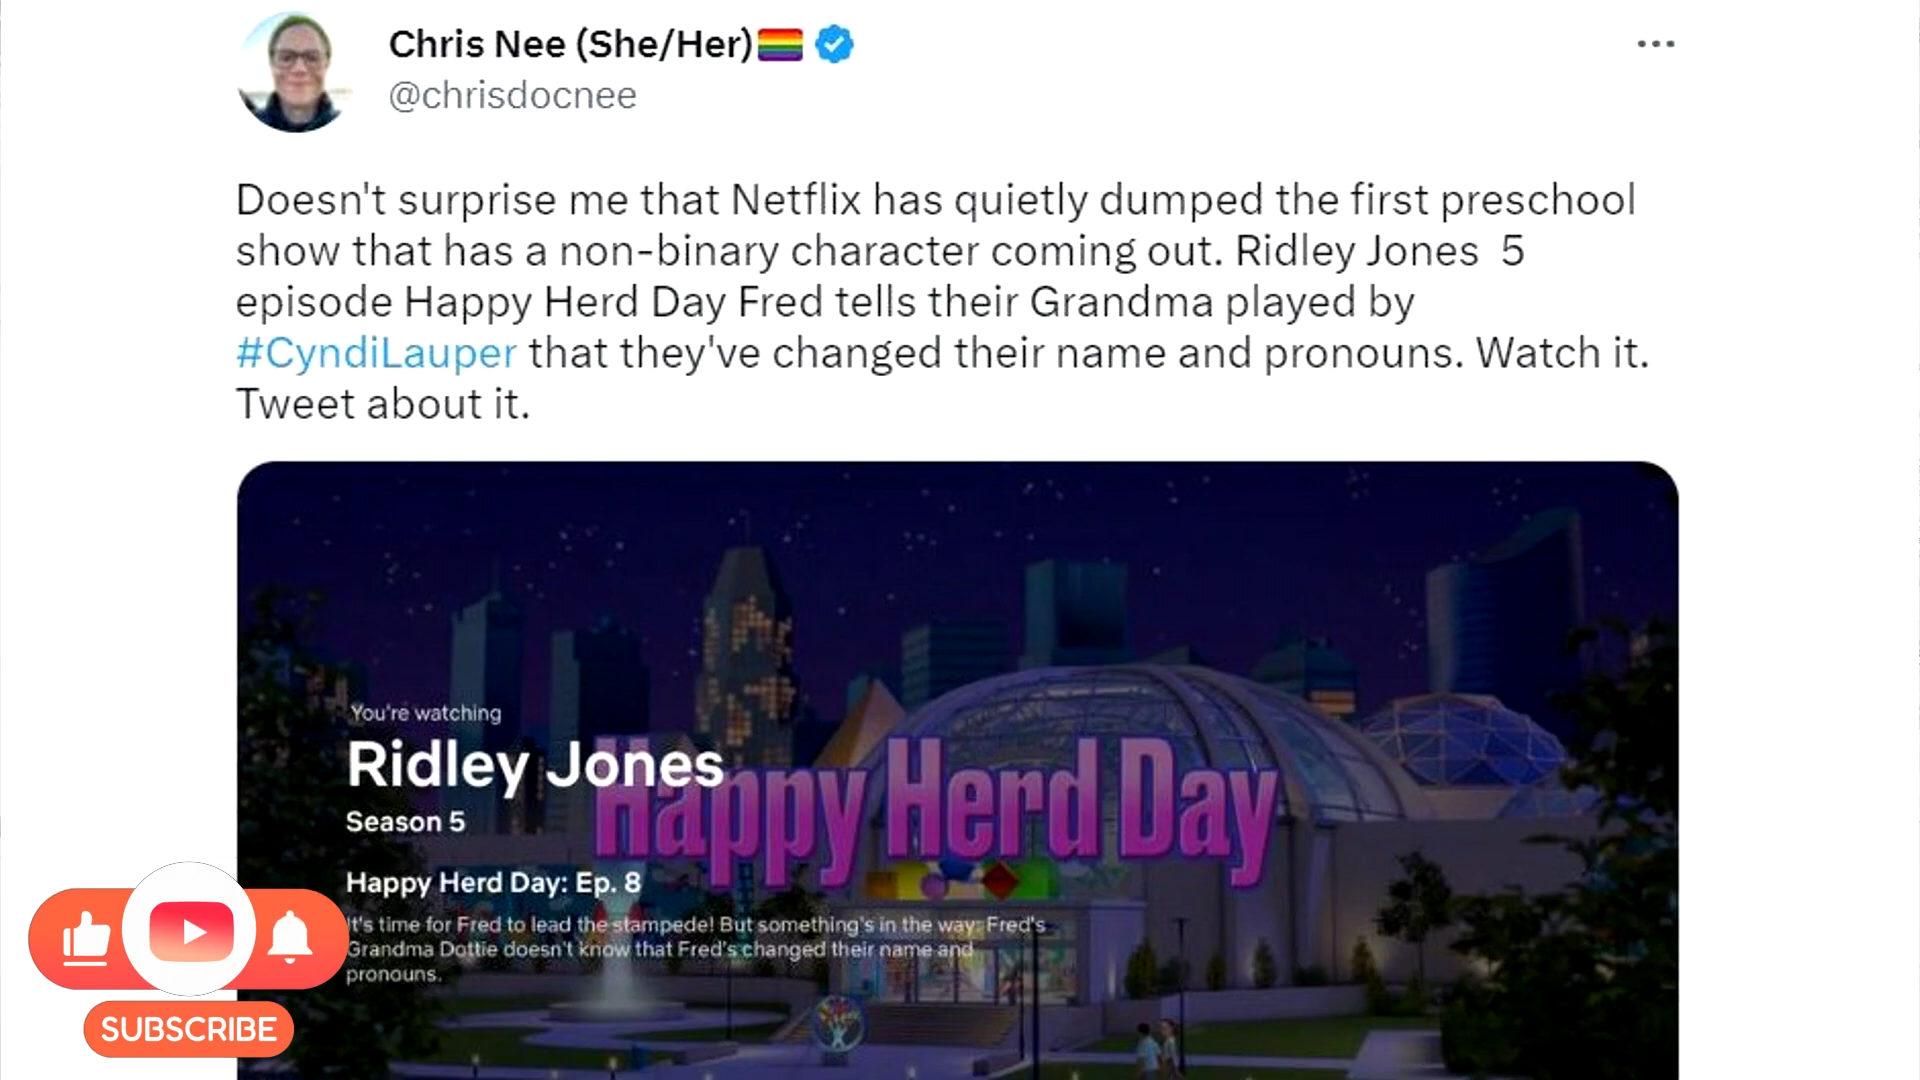 Chris Nee (She/Her)
@chrisdocnee
Doesn't surprise me that Netflix has quietly dumped the first preschool
show that has a non-binary character coming out. Ridley Jones 5
episode Happy Herd Day Fred tells their Grandma played by
#CyndiLauper that they've changed their name and pronouns. Watch it.
Tweet about it.
You're watching
Ridley Jones
Happy Herd Day
Season 5
Happy Herd Day: Ep. 8
It's time for Fred to lead the stampede! But something's in the way: Fred's
Grandma Dottie doesn't know that Fred's changed their name and
pronouns.
SUBSCRIBE